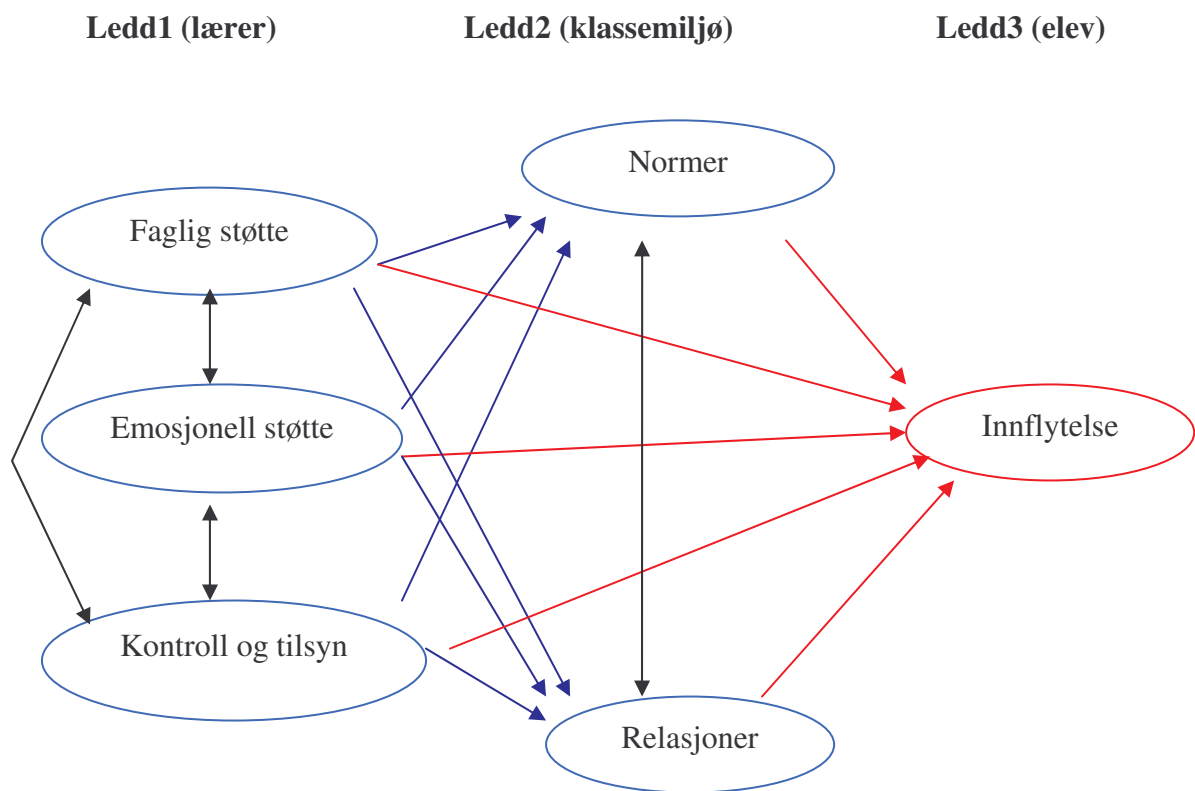 Ledd1 (lærer) Ledd2 (klassemiljø) Ledd3 (elev)
Normer
Faglig støtte
Emosjonell støtte
Innflytelse
Kontroll og tilsyn
Relasjoner